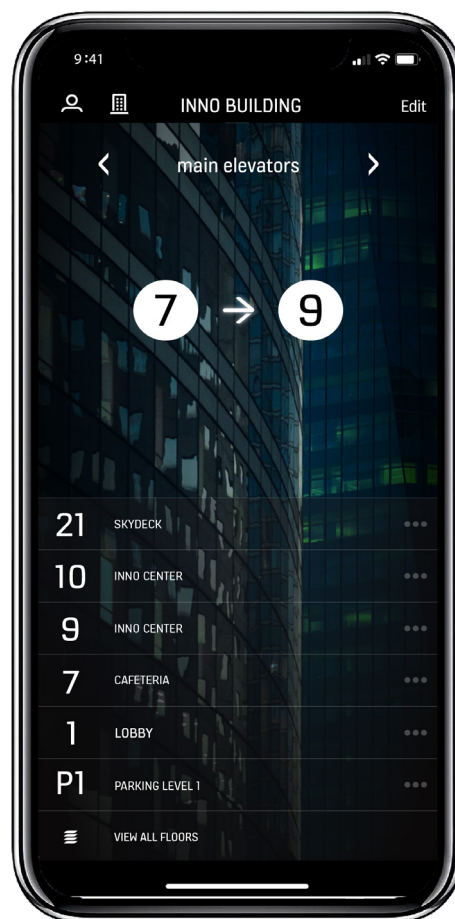 9:41
INNO BUILDING Edit
main elevators
7 → 9
21 SKYDECK
10 INNO CENTER
9 INNO CENTER
7 CAFETERIA
1 LOBBY
P1 PARKING LEVEL 1
VIEW ALL FLOORS